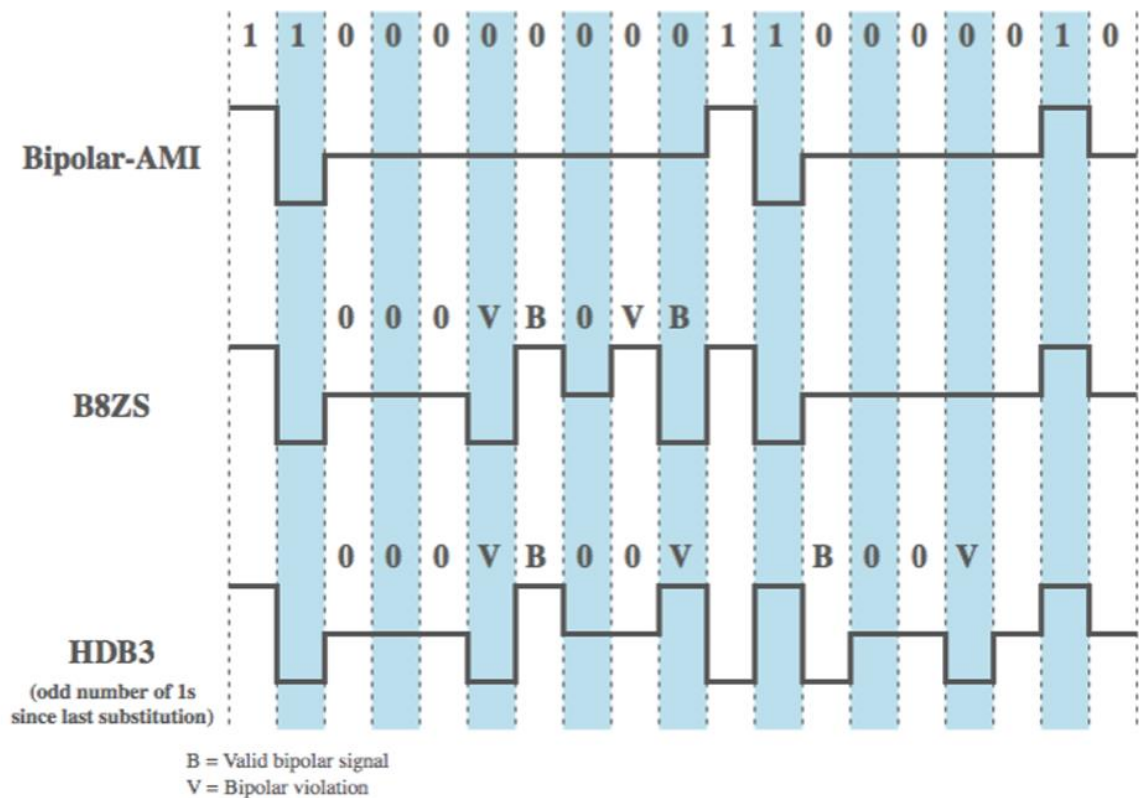 1 1 0 0 0 0 0 0 0 0 1 1 0 0 0 0 0 1 0
Bipolar-AMI
0 0 0 V B 0 V B
B8ZS
0 0 0 V B 0 0 V B 0 0 V
HDB3
(odd number of 1s
since last substitution)
B = Valid bipolar signal
V = Bipolar violation